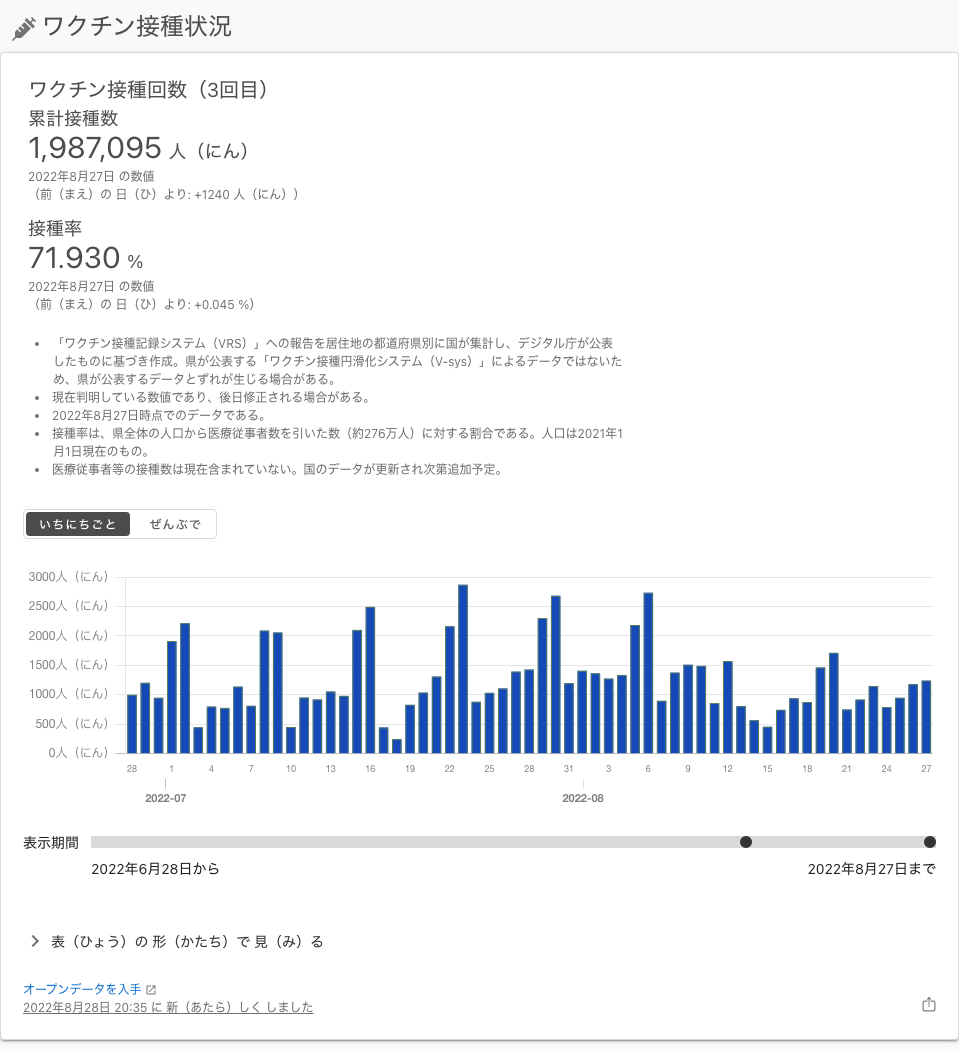 ワクチン接種状況
ワクチン接種回数（3回目）
累計接種数
1,987,095 人（にん）
2022年8月27日 の数値
（前（まえ）の 日（ひ）より: +1240 人（にん））
接種率
71.930 %
2022年8月27日 の数値
（前（まえ）の 日（ひ）より: +0.045 %）
• 「ワクチン接種記録システム（VRS）」への報告を居住地の都道府県別に国が集計し、デジタル庁が公表
したものに基づき作成。県が公表する「ワクチン接種円滑化システム（V-sys）」によるデータではないた
め、県が公表するデータとずれが生じる場合がある。
• 現在判明している数値であり、後日修正される場合がある。
• 2022年8月27日時点でのデータである。
• 接種率は、県全体の人口から医療従事者数を引いた数（約276万人）に対する割合である。人口は2021年1
月1日現在のもの。
• 医療従事者等の接種数は現在含まれていない。国のデータが更新され次第追加予定。
いちにちごと ぜんぶで
3000人（にん）
2500人（にん）
2000人（にん）
1500人（にん）
1000人（にん）
500人（にん）
0人（にん）
28 1 4 7 10 13 16 19 22 25 28 31 3 6 9 12 15 18 21 24 27
2022-07 2022-08
表示期間
2022年6月28日から 2022年8月27日まで
表（ひょう）の 形（かたち）で 見（み）る
オープンデータを入手
2022年8月28日 20:35 に 新（あたら）しく しました